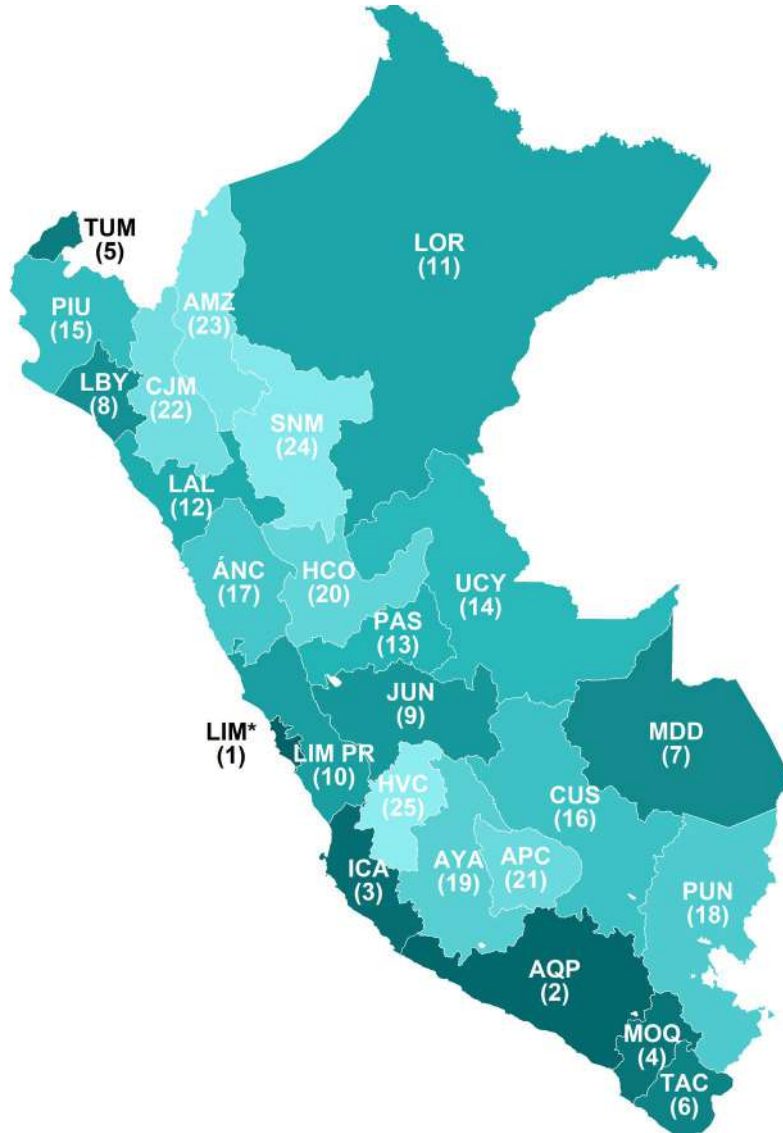 TUM
(5)
LOR
(11)
PIU
(15)
AMZ
(23)
LBY
(8)
CJM
(22)
SNM
(24)
LAL
(12)
ÁNC
(17)
HCO
(20)
UCY
(14)
PAS
(13)
JUN
(9)
LIM*
(1)
LIM PR
(10)
MDD
(7)
HVC
(25)
CUS
(16)
ICA
(3)
AYA
(19)
APC
(21)
PUN
(18)
AQP
(2)
MOQ
(4)
TAC
(6)